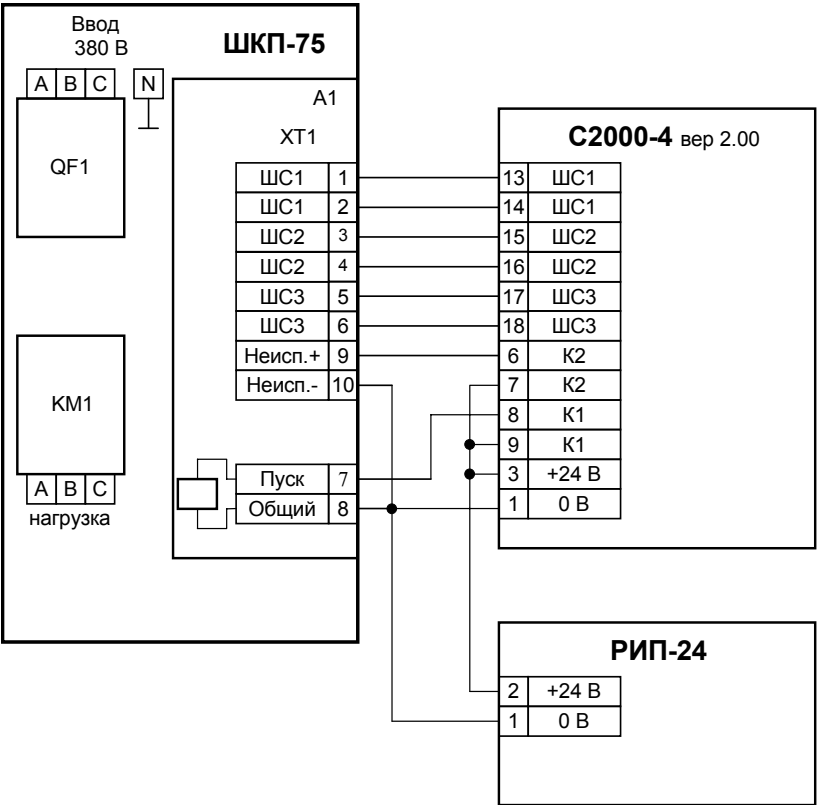 Ввод
380 В
ШКП-75
A B C N
QF1
A1
XT1
ШС1 1
ШС1 2
ШС2 3
ШС2 4
ШС3 5
ШС3 6
Неисп.+ 9
Неисп.- 10
KM1
A B C
нагрузка
Пуск 7
Общий 8
С2000-4 вер 2.00
13 ШС1
14 ШС1
15 ШС2
16 ШС2
17 ШС3
18 ШС3
6 К2
7 К2
8 К1
9 К1
3 +24 В
1 0 В
РИП-24
2 +24 В
1 0 В